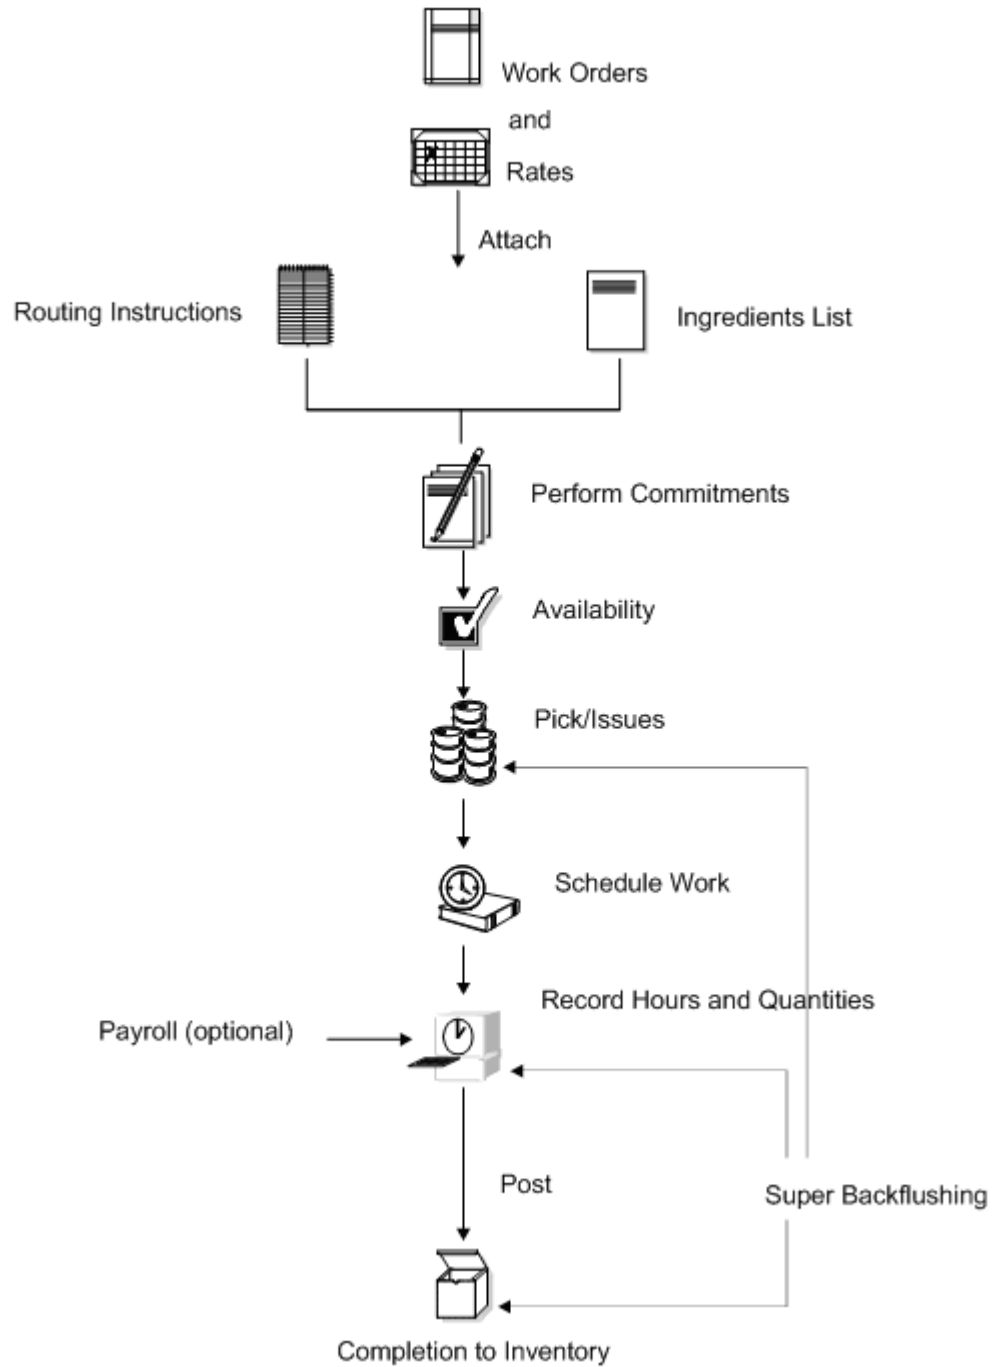 Work Orders
and
Rates
Attach
Routing Instructions
Ingredients List
Perform Commitments
Availability
Pick/Issues
Schedule Work
Record Hours and Quantities
Payroll (optional)
Post
Super Backflushing
Completion to Inventory